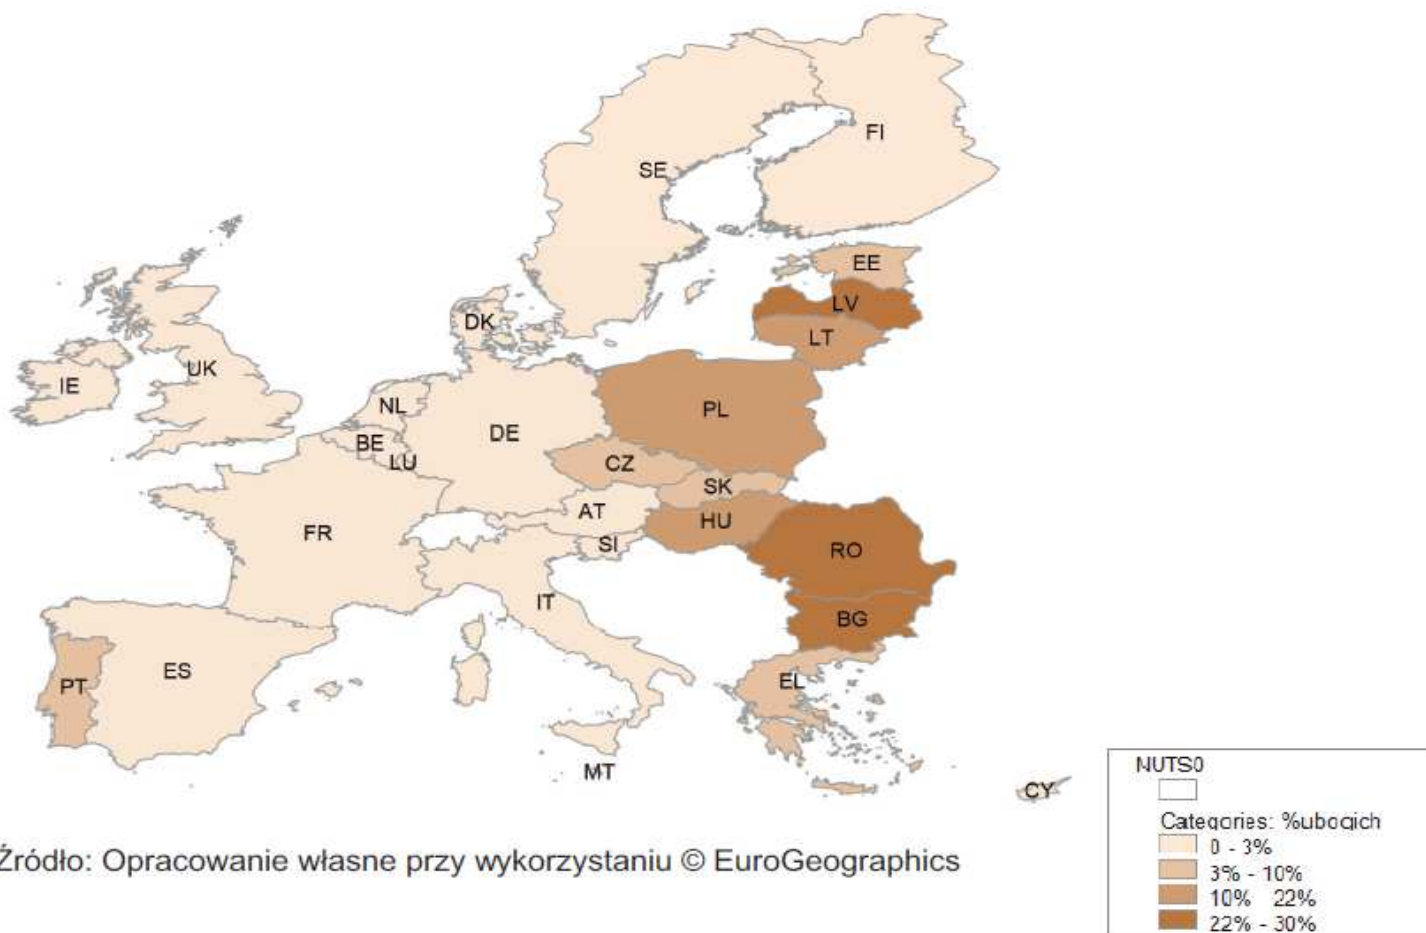 FI
SE
EE
LV
DK
LT
UK
IE
NL
PL
DE
BE
LU
CZ
SK
AT
HU
FR
SI
RO
IT
BG
ES
PT
EL
MT
CY
NUTS0
Categories: %ubogich
0 - 3%
3% - 10%
10% - 22%
22% - 30%
Źródło: Opracowanie własne przy wykorzystaniu © EuroGeographics